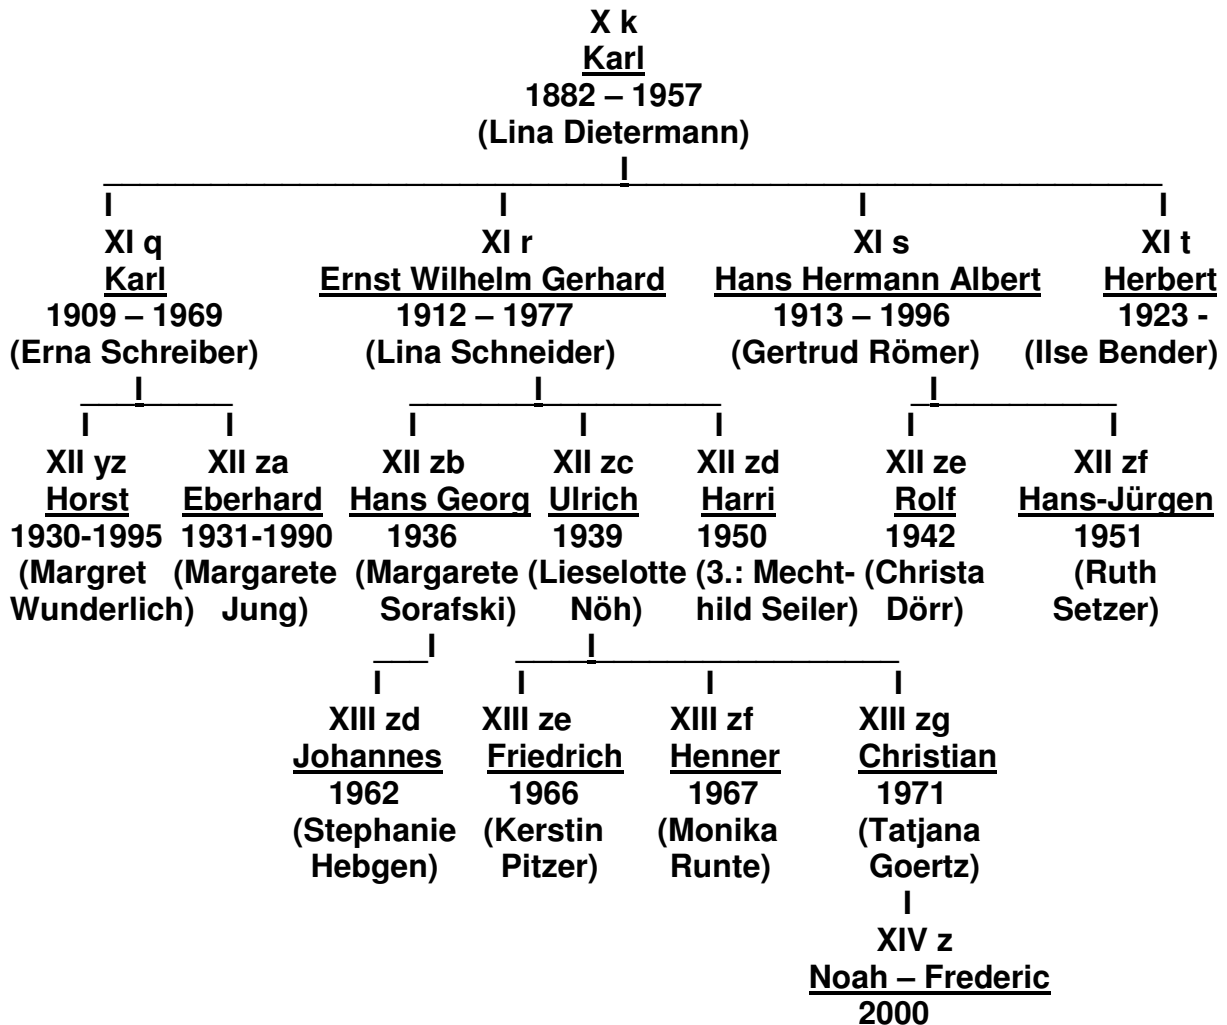 X k
Karl
1882 – 1957
(Lina Dietermann)
I
I I I I
XI q XI r XI s XI t
Karl Ernst Wilhelm Gerhard Hans Hermann Albert Herbert
1909 – 1969 1912 – 1977 1913 – 1996 1923 -
(Erna Schreiber) (Lina Schneider) (Gertrud Römer) (Ilse Bender)
I I I
I I I I I I I
XII yz XII za XII zb XII zc XII zd XII ze XII zf
Horst Eberhard Hans Georg Ulrich Harri Rolf Hans-Jürgen
1930-1995 1931-1990 1936 1939 1950 1942 1951
(Margret (Margarete (Margarete (Lieselotte (3.: Mecht- (Christa (Ruth
Wunderlich) Jung) Sorafski) Nöh) hild Seiler) Dörr) Setzer)
I I
I I I I
XIII zd XIII ze XIII zf XIII zg
Johannes Friedrich Henner Christian
1962 1966 1967 1971
(Stephanie (Kerstin (Monika (Tatjana
Hebgen) Pitzer) Runte) Goertz)
I
XIV z
Noah – Frederic
2000